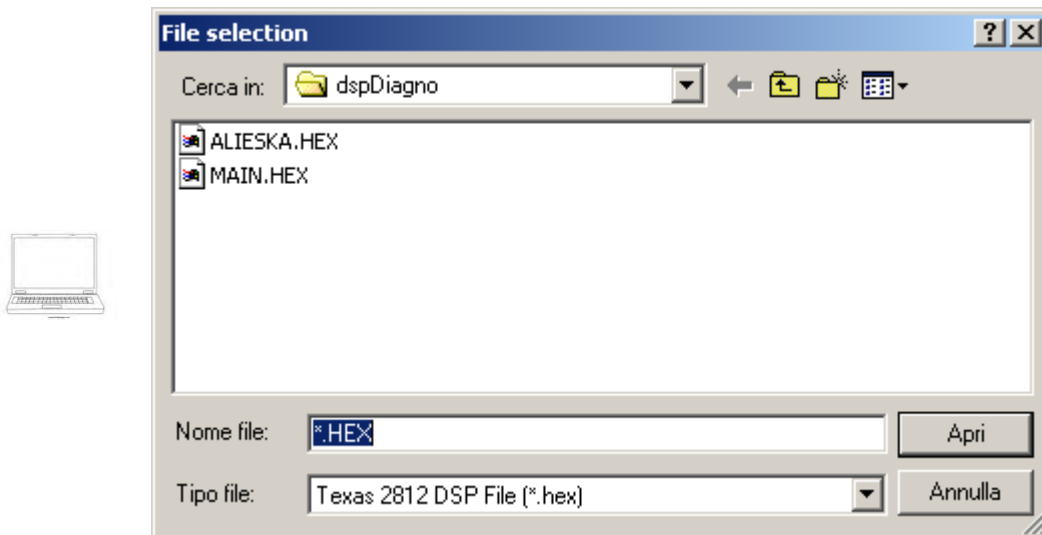 File selection
Cerca in: dspDiagno
ALIESKA.HEX
MAIN.HEX
Nome file: *.HEX Apri
Tipo file: Texas 2812 DSP File (*.hex) Annulla